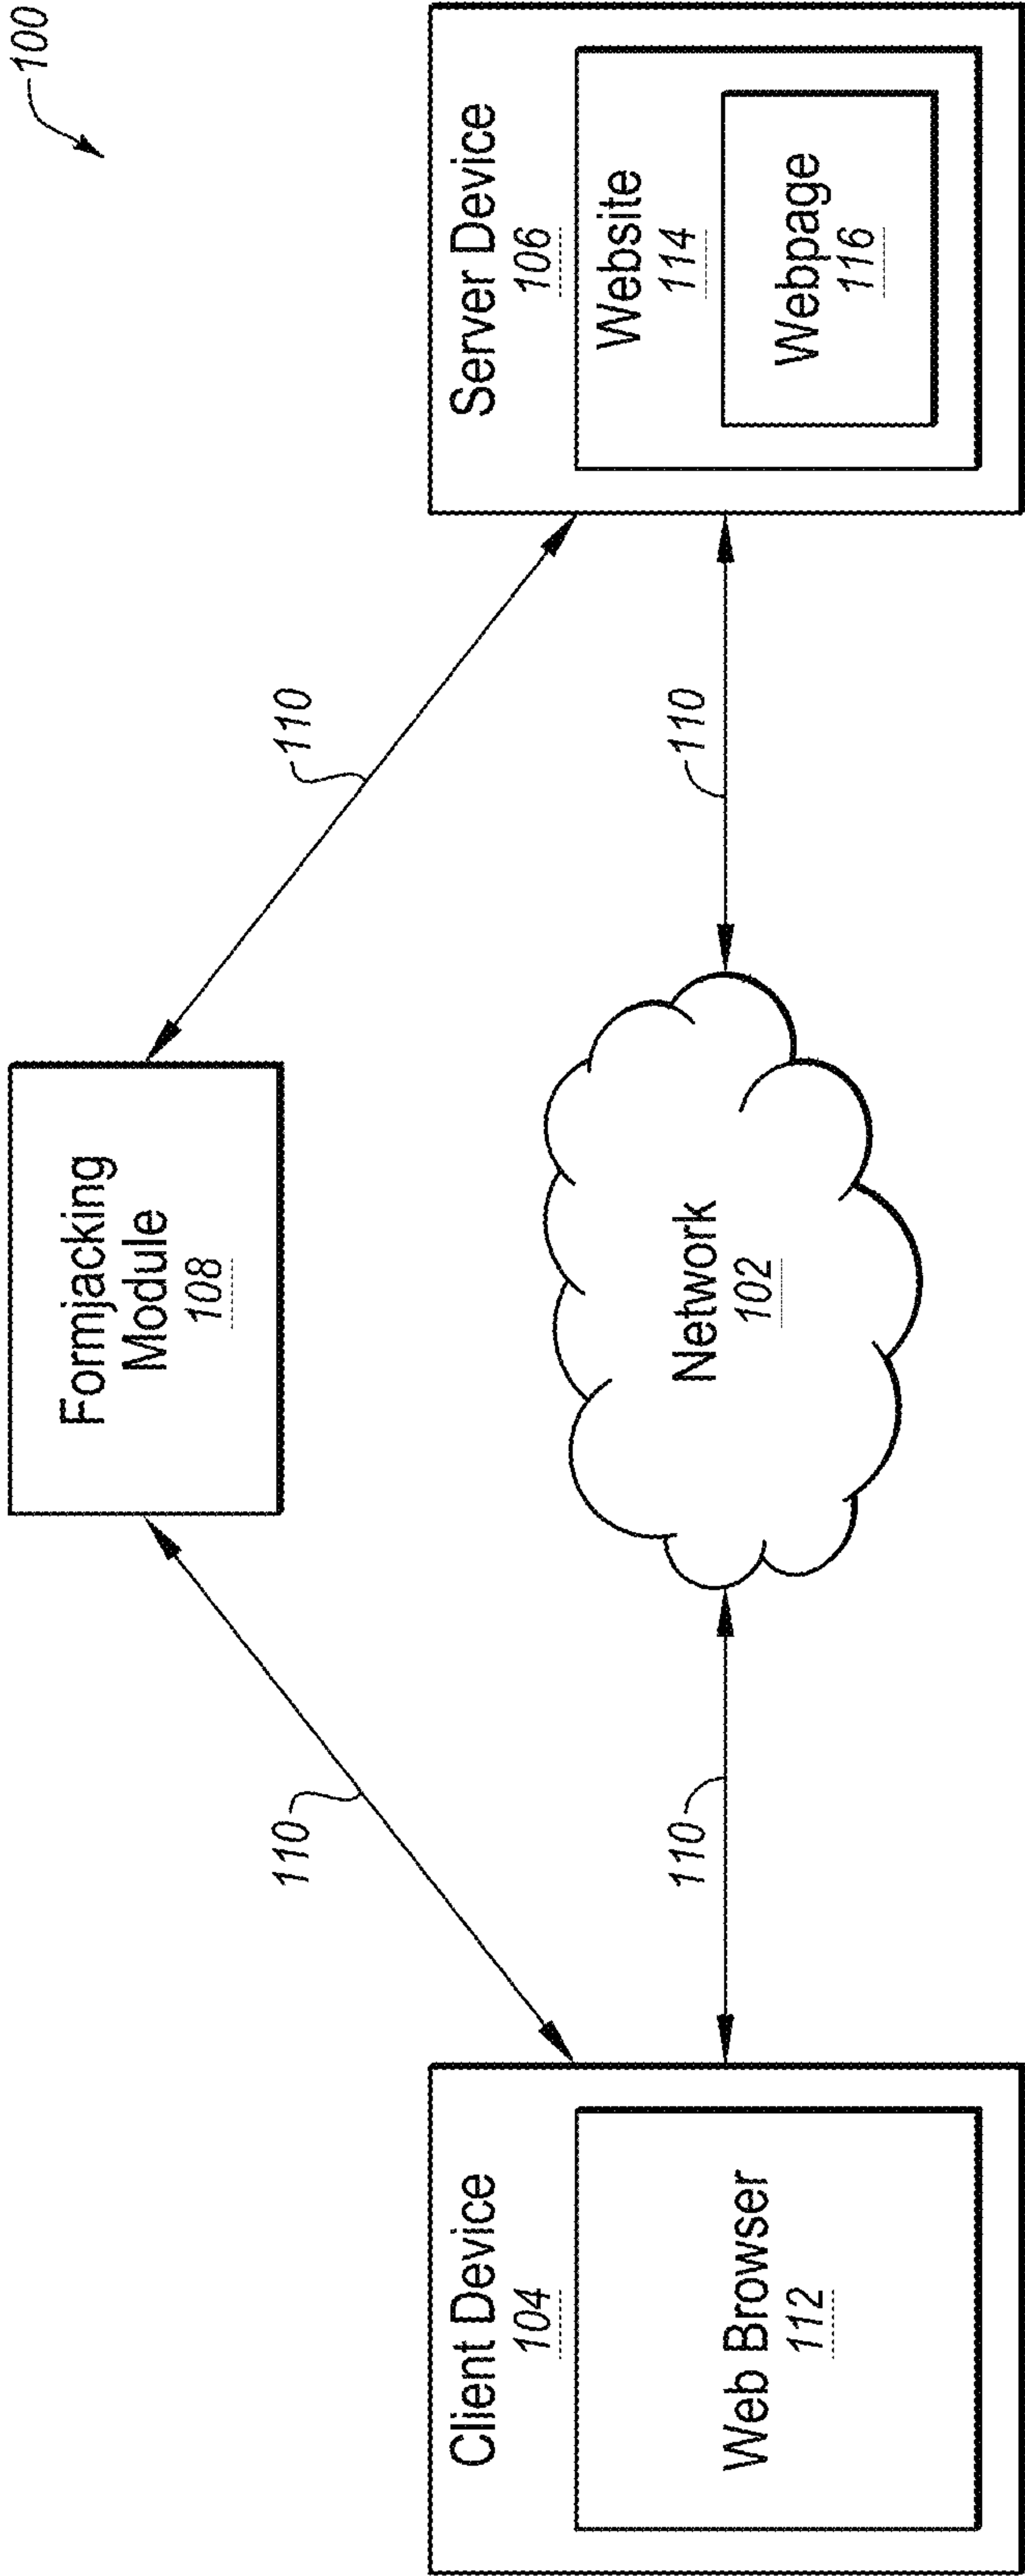 100
Formjacking
Module
108
110
110
Client Device
104
Web Browser
112
110
Network
102
110
Server Device
106
Website
114
Webpage
116